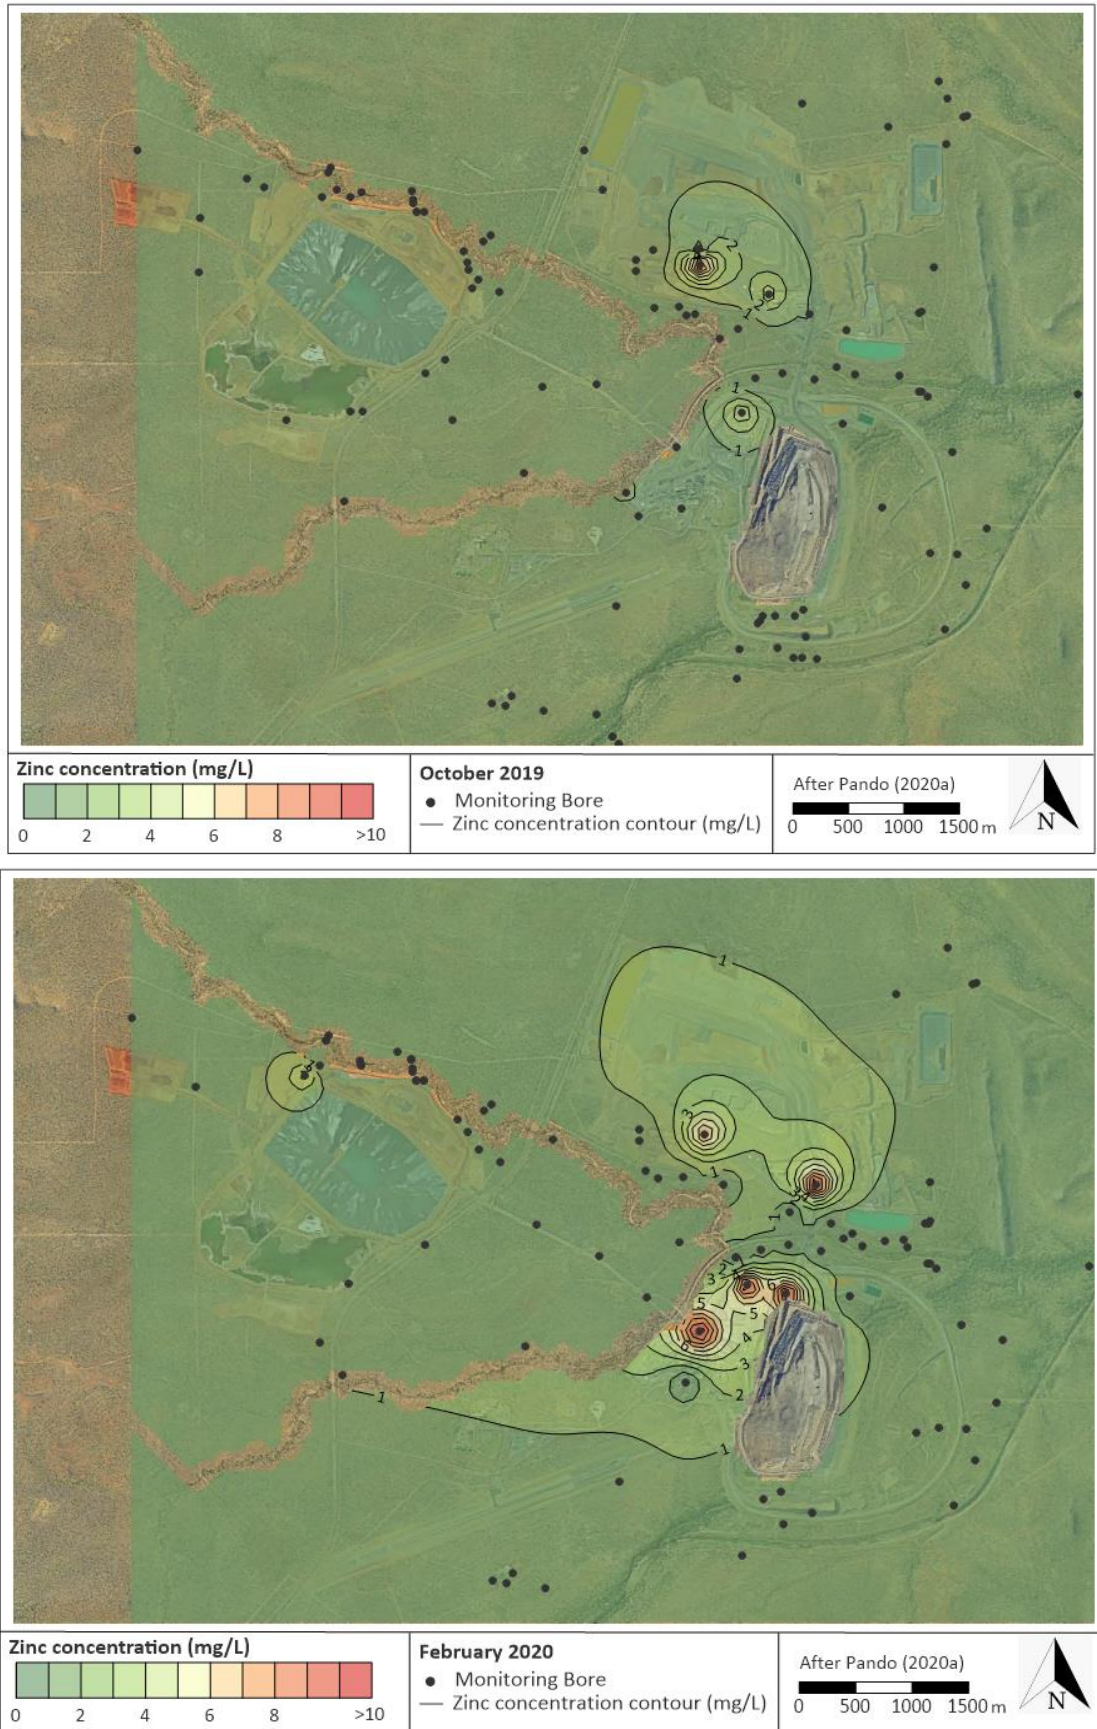 2
1
2
1
1
1
Zinc concentration (mg/L)
0 2 4 6 8 >10
October 2019
Monitoring Bore
Zinc concentration contour (mg/L)
After Pando (2020a)
0 500 1000 1500 m
N
1
3
1
1
2
3
5
6
5
4
6
3
2
1
1
Zinc concentration (mg/L)
0 2 4 6 8 >10
February 2020
Monitoring Bore
Zinc concentration contour (mg/L)
After Pando (2020a)
0 500 1000 1500 m
N